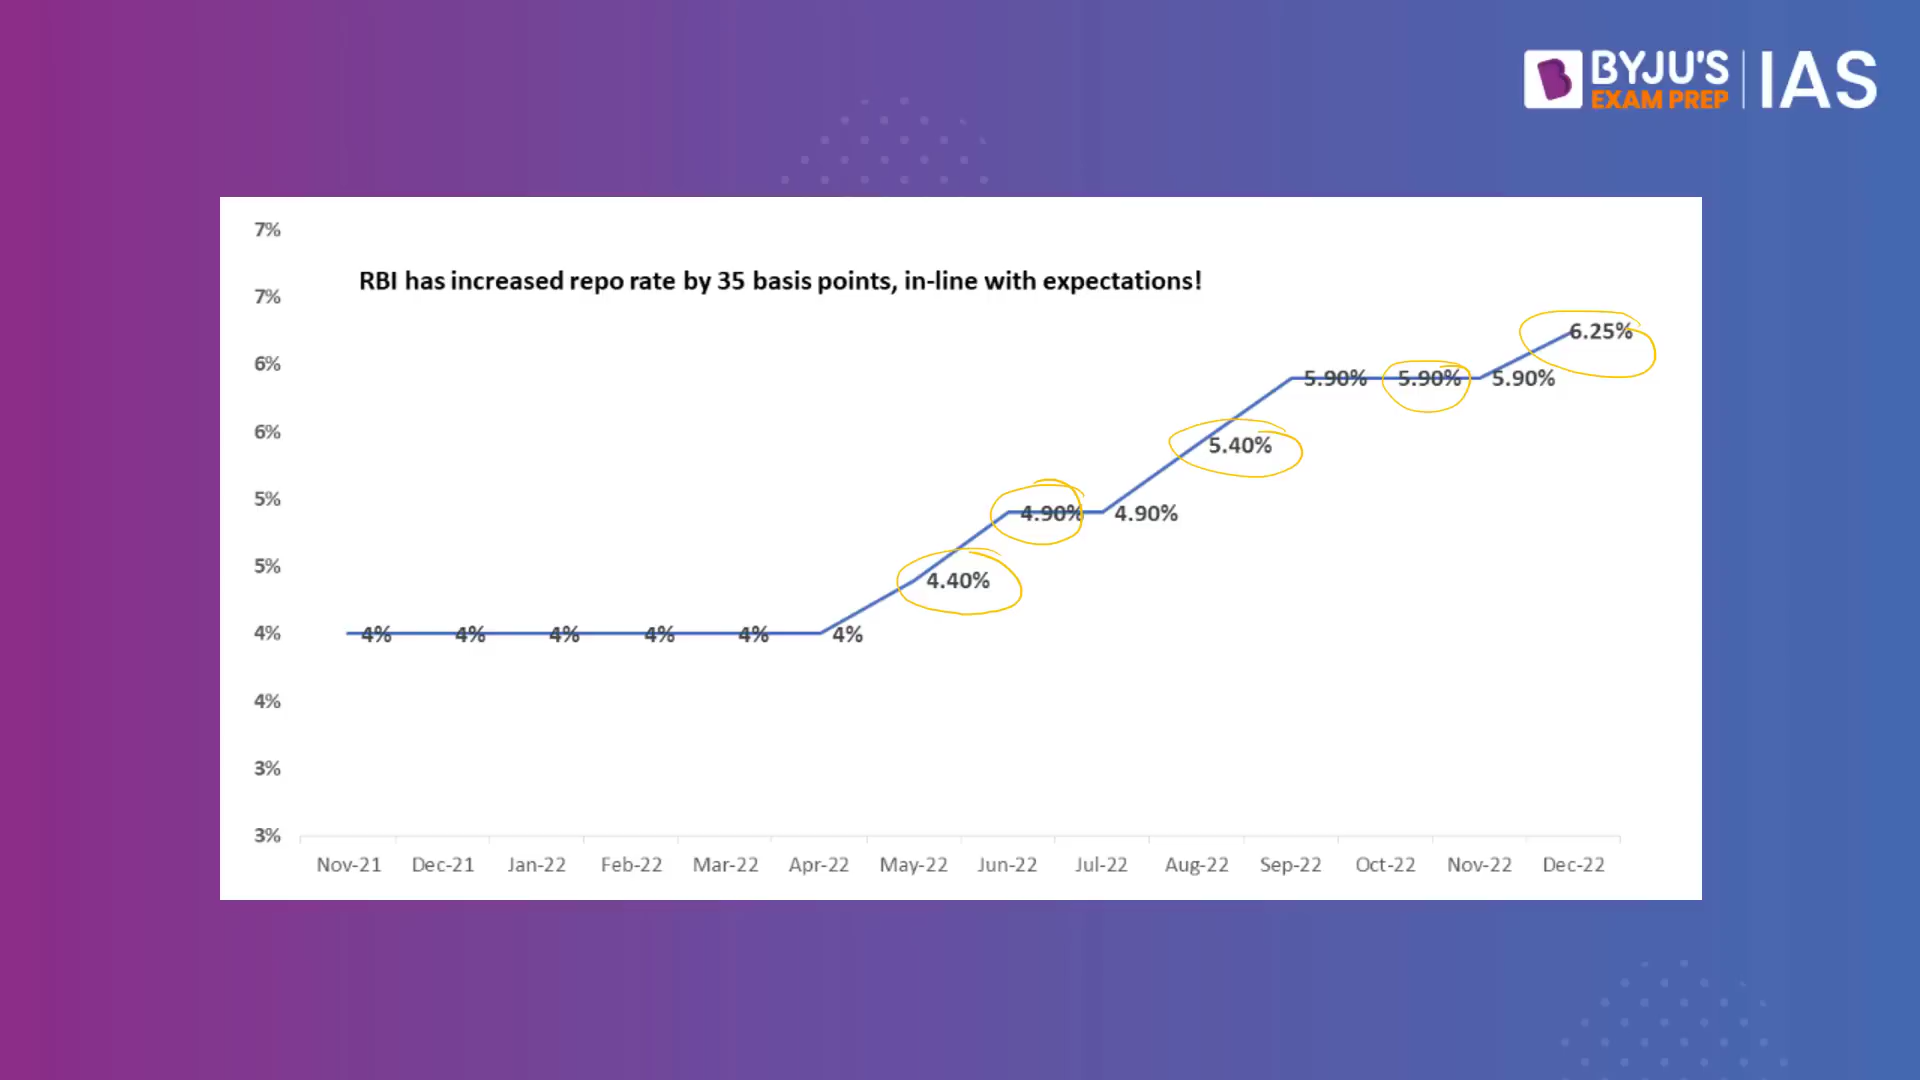 BYJU'S
EXAM PREP
IAS
7%
RBI has increased repo rate by 35 basis points, in-line with expectations!
7%
6.25%
6%
5.90% 5.90% 5.90%
6%
5.40%
5%
4.90% 4.90%
5%
4.40%
4%
4% 4% 4% 4% 4% 4%
4%
3%
3%
Nov-21 Dec-21 Jan-22 Feb-22 Mar-22 Apr-22 May-22 Jun-22 Jul-22 Aug-22 Sep-22 Oct-22 Nov-22 Dec-22